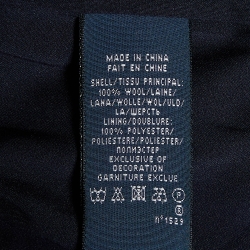 MADE IN CHINA
FAIT EN CHINE
SHELL/TISSU PRINCIPAL:
100% WOOL/LAINE/
LANA/WOLLE/WOL/ULD/
LA/ШЕРСТЬ
LINING/DOUBLURE:
100% POLYESTER/
POLIESTERE/POLIESTER/
ПОЛИЭСТЕР
EXCLUSIVE OF
DECORATION
GARNITURE EXCLUE
P
n°1529